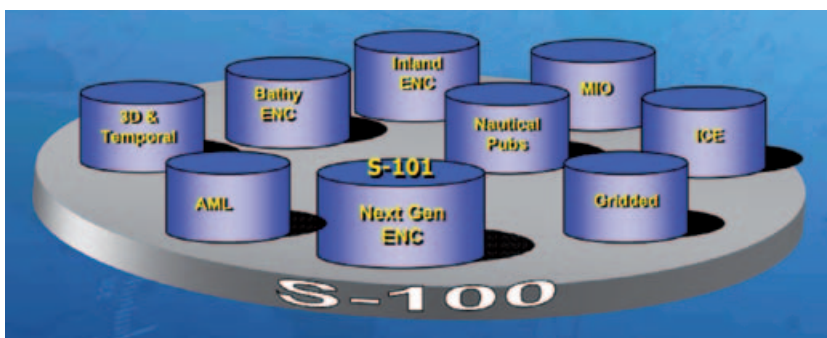 Inland
ENC
MIO
Bathy
ENC
3D &
Temporal
Nautical
Pubs
ICE
S-101
AML
Next Gen
ENC
Gridded
S-100